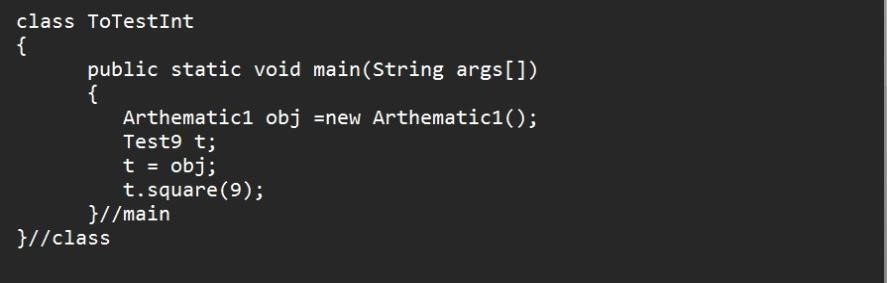 class ToTestInt
{
public static void main(String args[])
{
Arthematic1 obj =new Arthematic1();
Test9 t;
t = obj;
t.square(9);
}//main
}//class